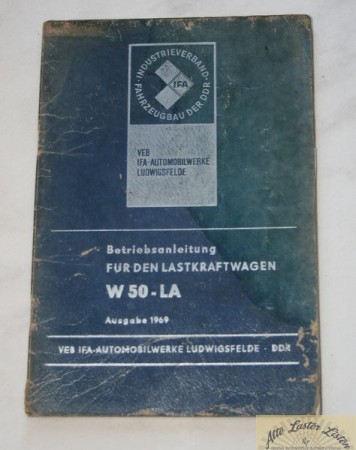 INDUSTRIEVERBAND
FAHRZEUGBAU DER DDR
IFA
VEB
IFA-AUTOMOBILWERKE
LUDWIGSFELDE
Betriebsanleitung
FÜR DEN LASTKRAFTWAGEN
W 50 - LA
Ausgabe 1969
VEB IFA-AUTOMOBILWERKE LUDWIGSFELDE - DDR
Alte Laster Listen